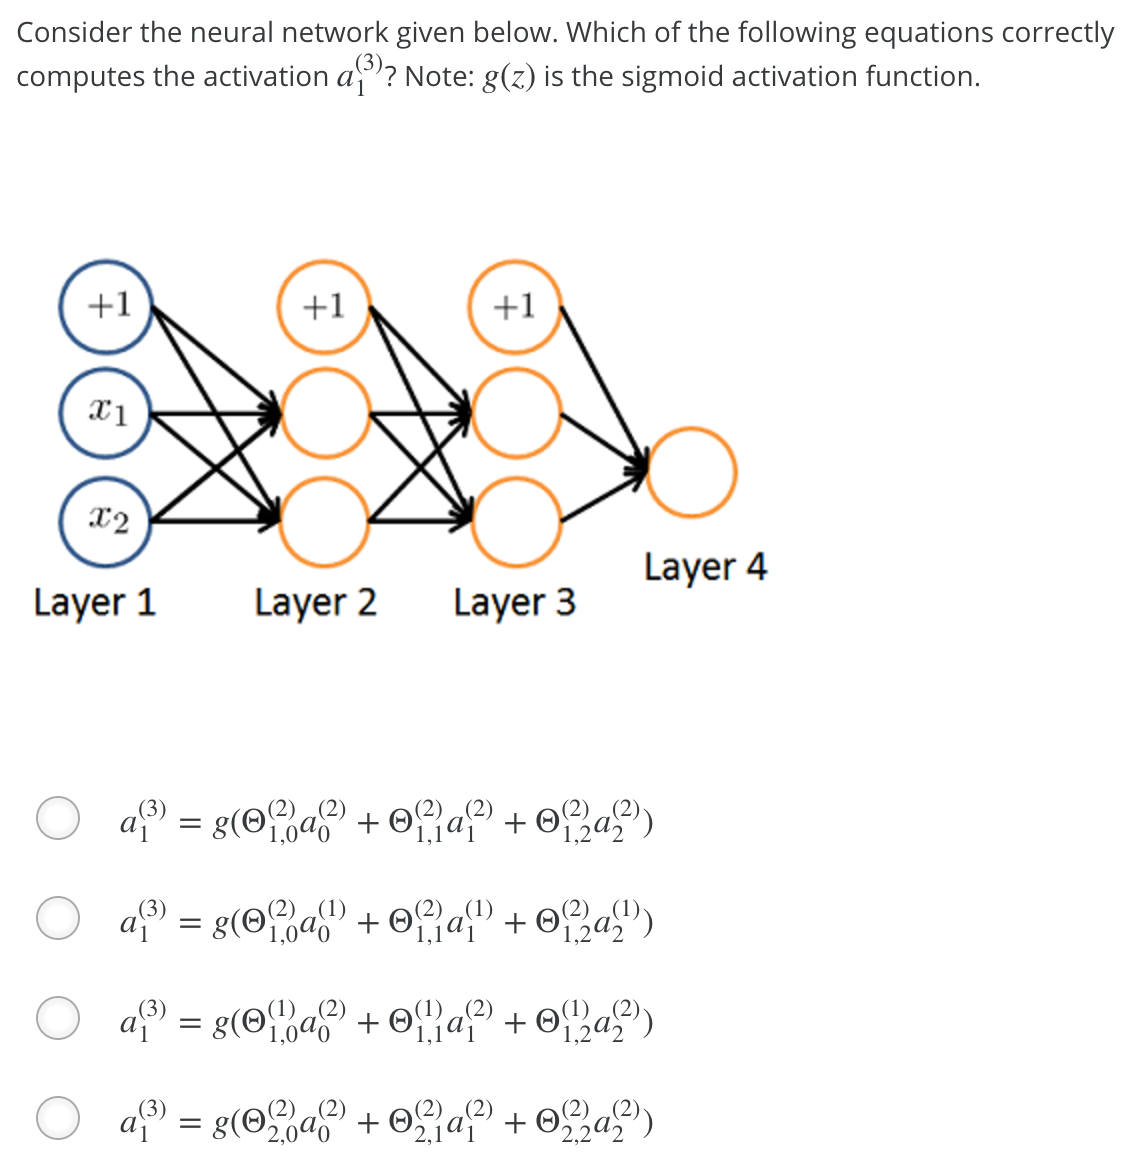 Consider the neural network given below. Which of the following equations correctly
computes the activation a₁⁽³⁾? Note: g(z) is the sigmoid activation function.
+1
+1
+1
x₁
x₂
Layer 4
Layer 1
Layer 2
Layer 3
a₁⁽³⁾ = g(Θ₁,₀⁽²⁾a₀⁽²⁾ + Θ₁,₁⁽²⁾a₁⁽²⁾ + Θ₁,₂⁽²⁾a₂⁽²⁾)
a₁⁽³⁾ = g(Θ₁,₀⁽²⁾a₀⁽¹⁾ + Θ₁,₁⁽²⁾a₁⁽¹⁾ + Θ₁,₂⁽²⁾a₂⁽¹⁾)
a₁⁽³⁾ = g(Θ₁,₀⁽¹⁾a₀⁽²⁾ + Θ₁,₁⁽¹⁾a₁⁽²⁾ + Θ₁,₂⁽¹⁾a₂⁽²⁾)
a₁⁽³⁾ = g(Θ₂,₀⁽²⁾a₀⁽²⁾ + Θ₂,₁⁽²⁾a₁⁽²⁾ + Θ₂,₂⁽²⁾a₂⁽²⁾)